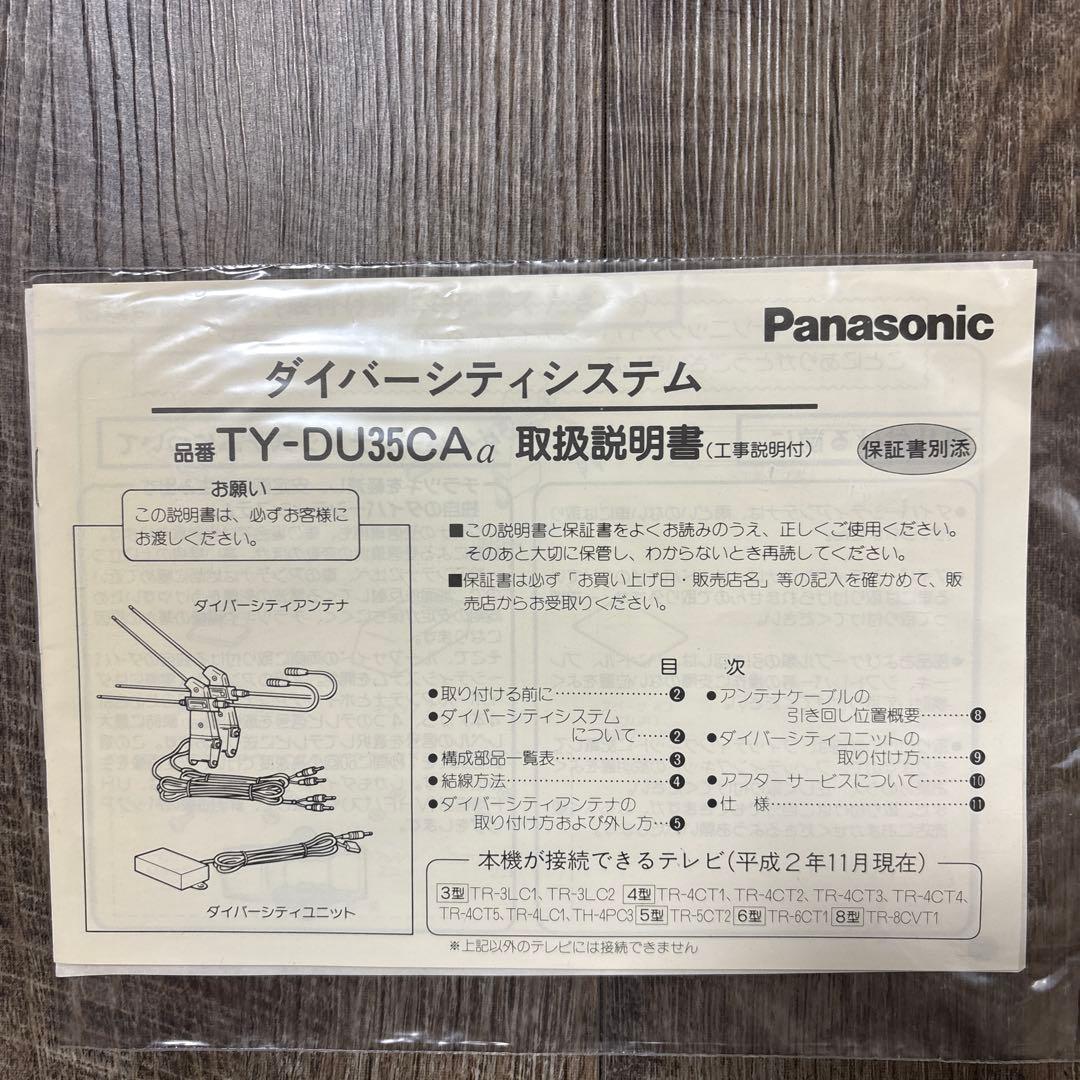 Panasonic
ダイバーシティシステム
品番 TY-DU35CAα 取扱説明書(工事説明付) 保証書別添
お願い
この説明書は、必ずお客様に
お渡しください。
ダイバーシティアンテナ
ダイバーシティユニット
■この説明書と保証書をよくお読みのうえ、正しくご使用ください。
そのあと大切に保管し、わからないとき再読してください。
■保証書は必ず「お買い上げ日・販売店名」等の記入を確かめて、販
売店からお受取りください。
目 次
●取り付ける前に……………❷
●ダイバーシティシステム
について……❷
●構成部品一覧表……………❸
●結線方法……………………❹
●ダイバーシティアンテナの
取り付け方および外し方…❺
●アンテナケーブルの
引き回し位置概要………❽
●ダイバーシティユニットの
取り付け方………❾
●アフターサービスについて……❿
●仕 様…………………………⓫
本機が接続できるテレビ(平成2年11月現在)
3型 TR-3LC1、TR-3LC2 4型 TR-4CT1、TR-4CT2、TR-4CT3、TR-4CT4、
TR-4CT5、TR-4LC1、TH-4PC3 5型 TR-5CT2 6型 TR-6CT1 8型 TR-8CVT1
※上記以外のテレビには接続できません